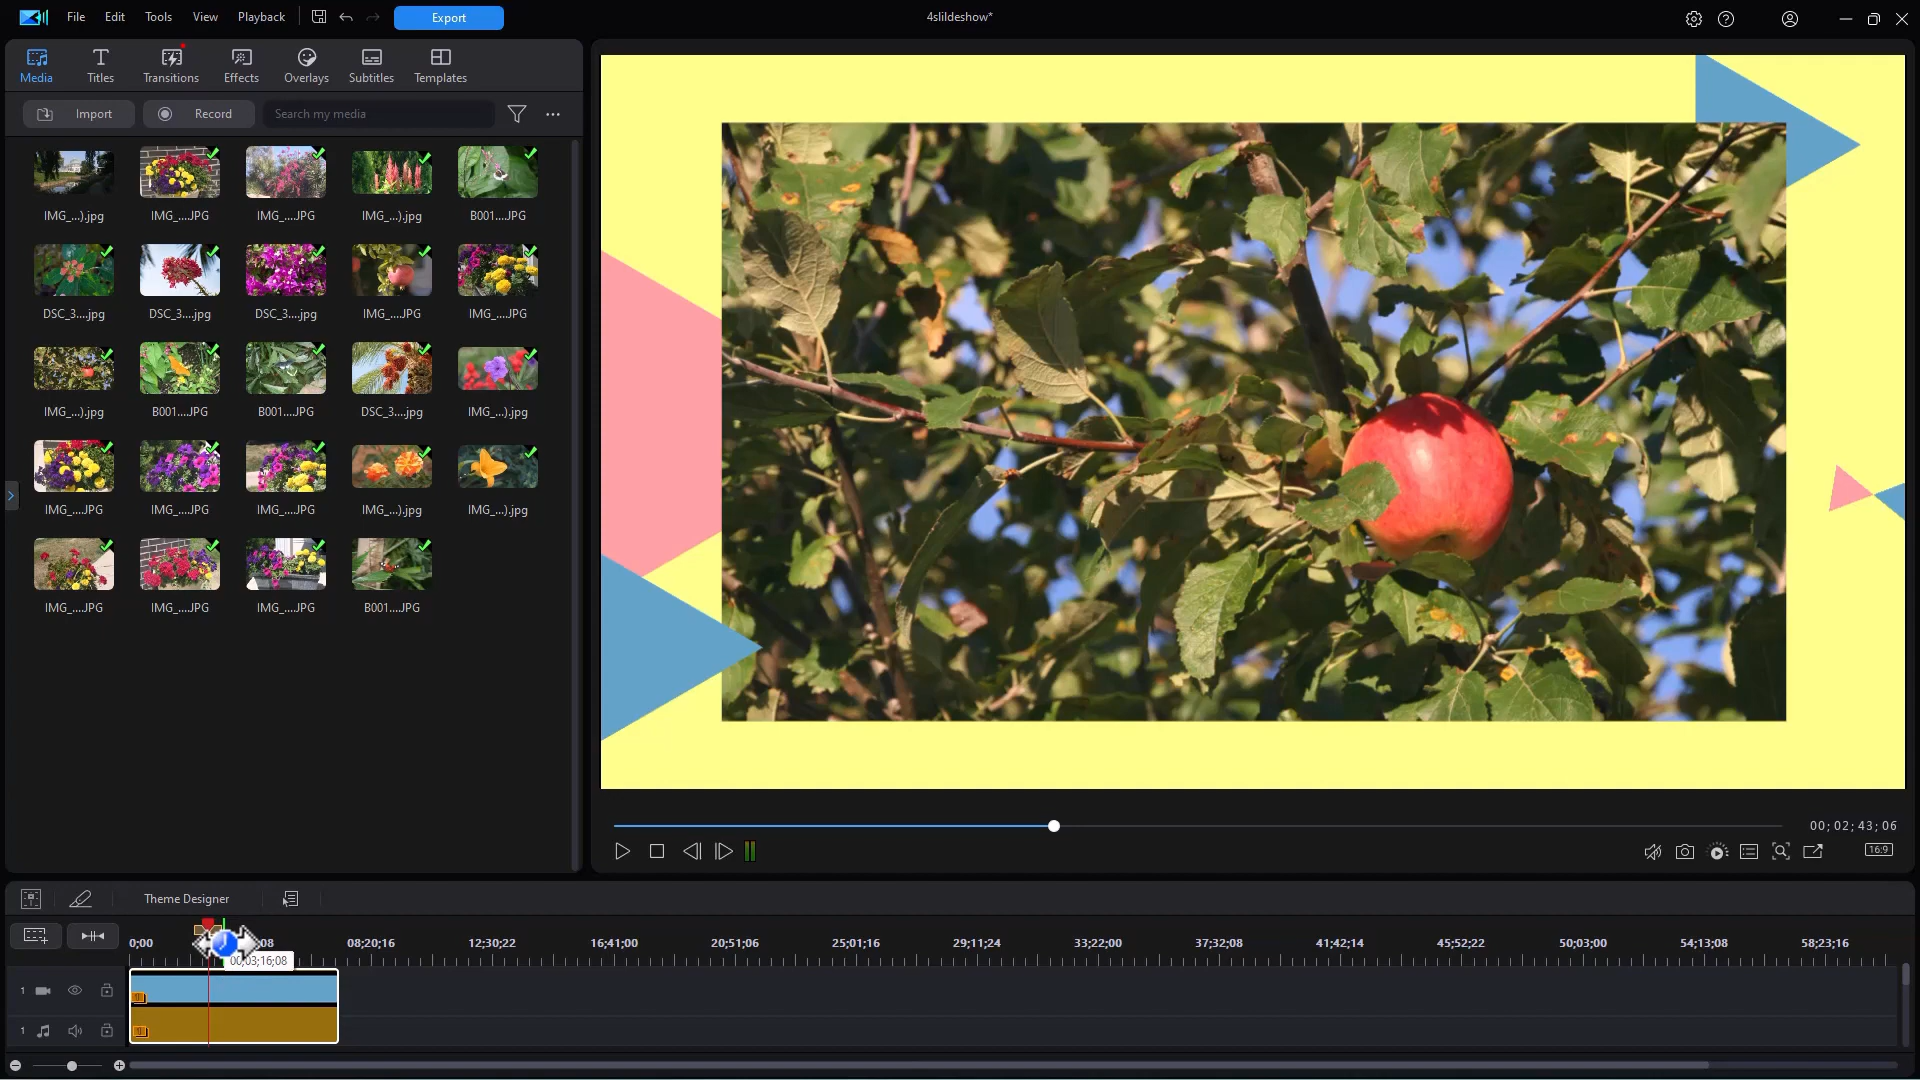 File Edit View Tools Playback Export 4slildeshow*
Media Titles Transitions Effects Overlays Subtitles Templates
Import Record Search my media
IMG_...).jpg IMG_....JPG IMG_....JPG IMG_...).jpg B001....JPG
DSC_3....jpg DSC_3....jpg DSC_3....jpg IMG_....JPG IMG_....JPG
IMG_...).jpg B001....JPG B001....JPG DSC_3....jpg IMG_...).jpg
IMG_....JPG IMG_....JPG IMG_....JPG IMG_...).jpg IMG_...).jpg
IMG_....JPG IMG_....JPG IMG_....JPG B001....JPG
00; 02; 43; 06
16:9
Theme Designer
0;00 08;20;16 12;30;22 16;41;00 20;51;06 25;01;16 29;11;24 33;22;00 37;32;08 41;42;14 45;52;22 50;03;00 54;13;08 58;23;16
00;03;16;08
1
1